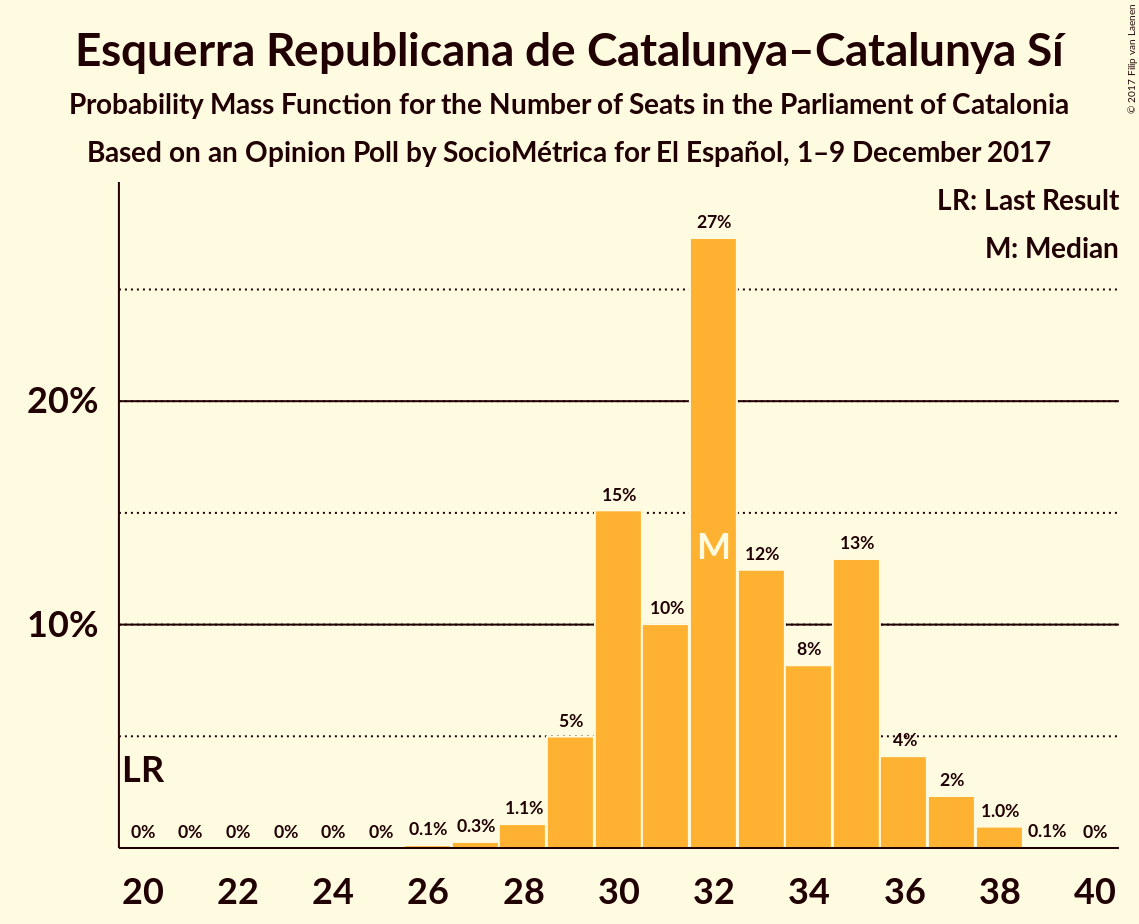 Esquerra Republicana de Catalunya–Catalunya Sí
Probability Mass Function for the Number of Seats in the Parliament of Catalonia
Based on an Opinion Poll by SocioMétrica for El Español, 1–9 December 2017
© 2017 Filip van Laenen
LR: Last Result
M: Median
20%
10%
LR
M
0% 0% 0% 0% 0% 0% 0.1% 0.3% 1.1% 5% 15% 10% 27% 12% 8% 13% 4% 2% 1.0% 0.1% 0%
20 22 24 26 28 30 32 34 36 38 40